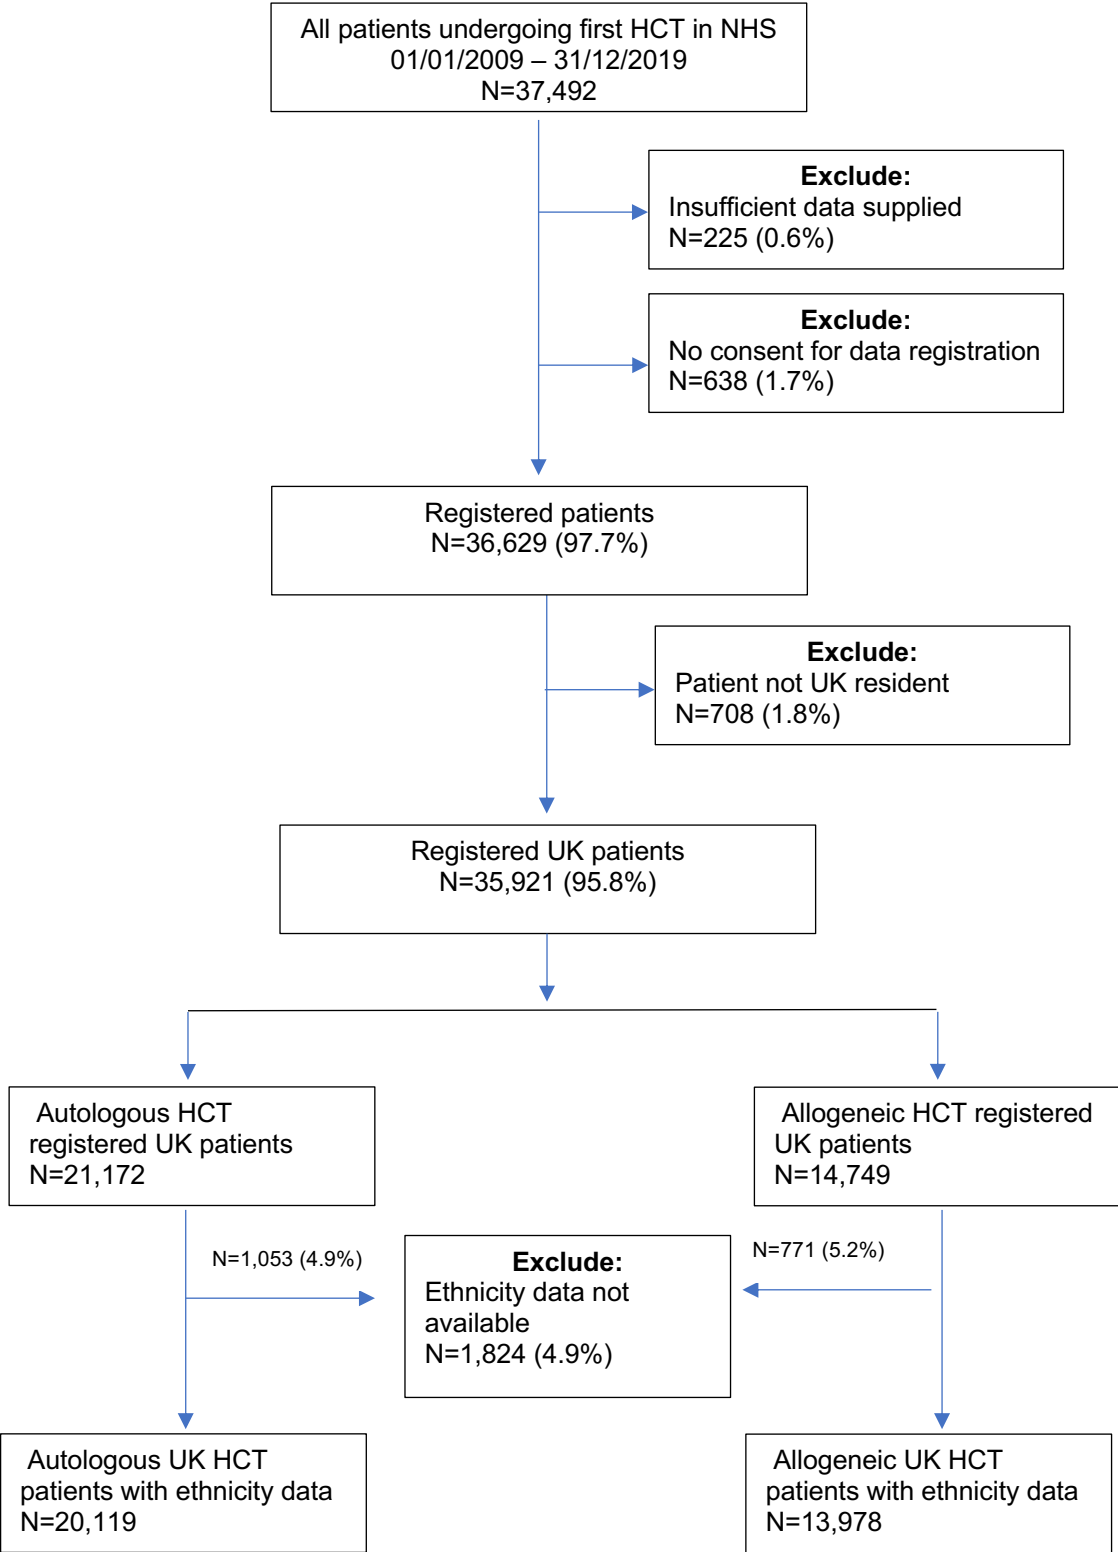 All patients undergoing first HCT in NHS
01/01/2009 – 31/12/2019
N=37,492
Exclude:
Insufficient data supplied
N=225 (0.6%)
Exclude:
No consent for data registration
N=638 (1.7%)
Registered patients
N=36,629 (97.7%)
Exclude:
Patient not UK resident
N=708 (1.8%)
Registered UK patients
N=35,921 (95.8%)
Autologous HCT
registered UK patients
N=21,172
Allogeneic HCT registered
UK patients
N=14,749
N=1,053 (4.9%)
Exclude:
Ethnicity data not
available
N=1,824 (4.9%)
N=771 (5.2%)
Autologous UK HCT
patients with ethnicity data
N=20,119
Allogeneic UK HCT
patients with ethnicity data
N=13,978